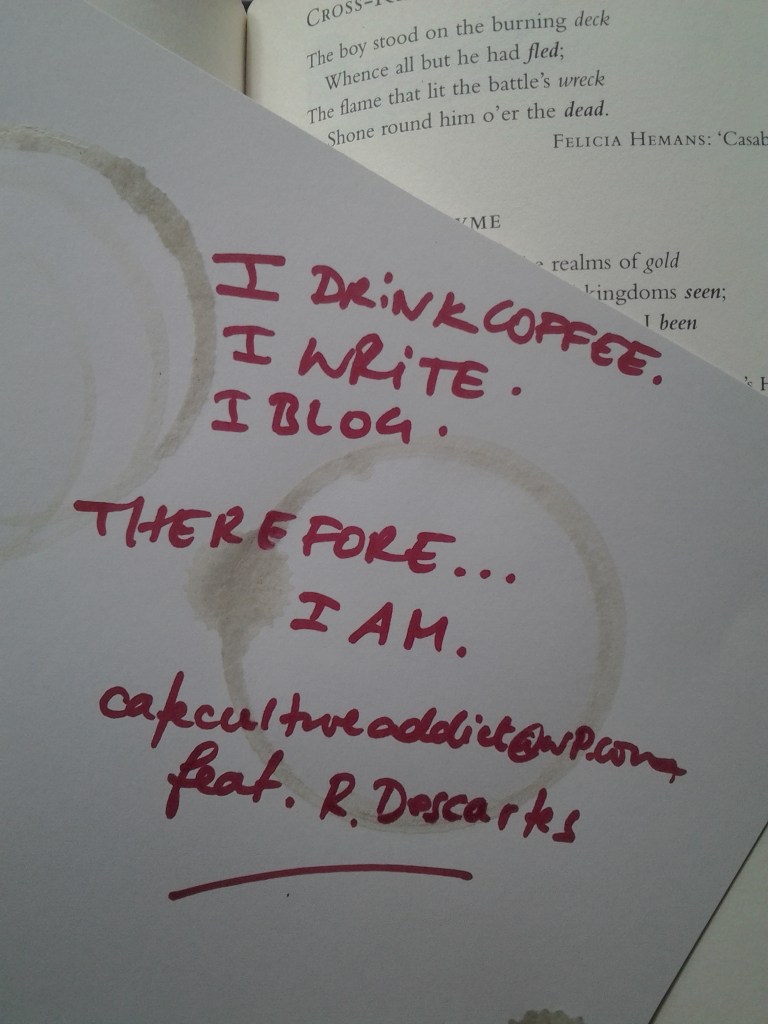 The boy stood on the burning deck
Whence all but he had fled;
The flame that lit the battle's wreck
Shone round him o'er the dead.
FELICIA HEMANS: 'Casab
YME
realms of gold
kingdoms seen;
I been
's H
I DRINK COFFEE.
I WRITE.
I BLOG.
THEREFORE...
I AM.
cafecultureaddict@wp.com
feat. R. Descartes